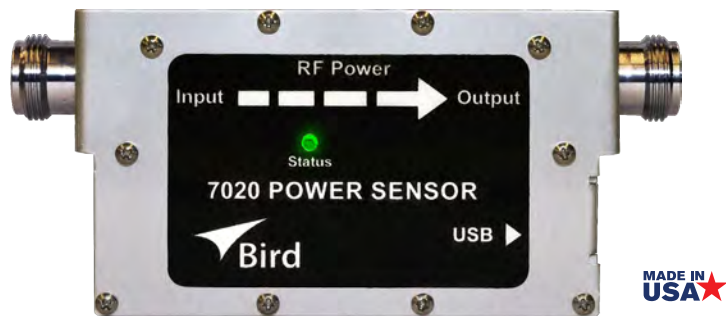 RF Power
Input Output
Status
7020 POWER SENSOR
USB
Bird
MADE IN
USA